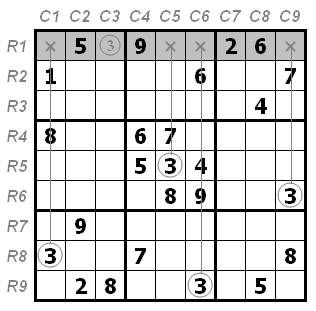 C1 C2 C3 C4 C5 C6 C7 C8 C9
R1 × 5 3 9 × × 2 6 ×
R2 1 6 7
R3 4
R4 8 6 7
R5 5 3 4
R6 8 9 3
R7 9
R8 3 7 8
R9 2 8 3 5